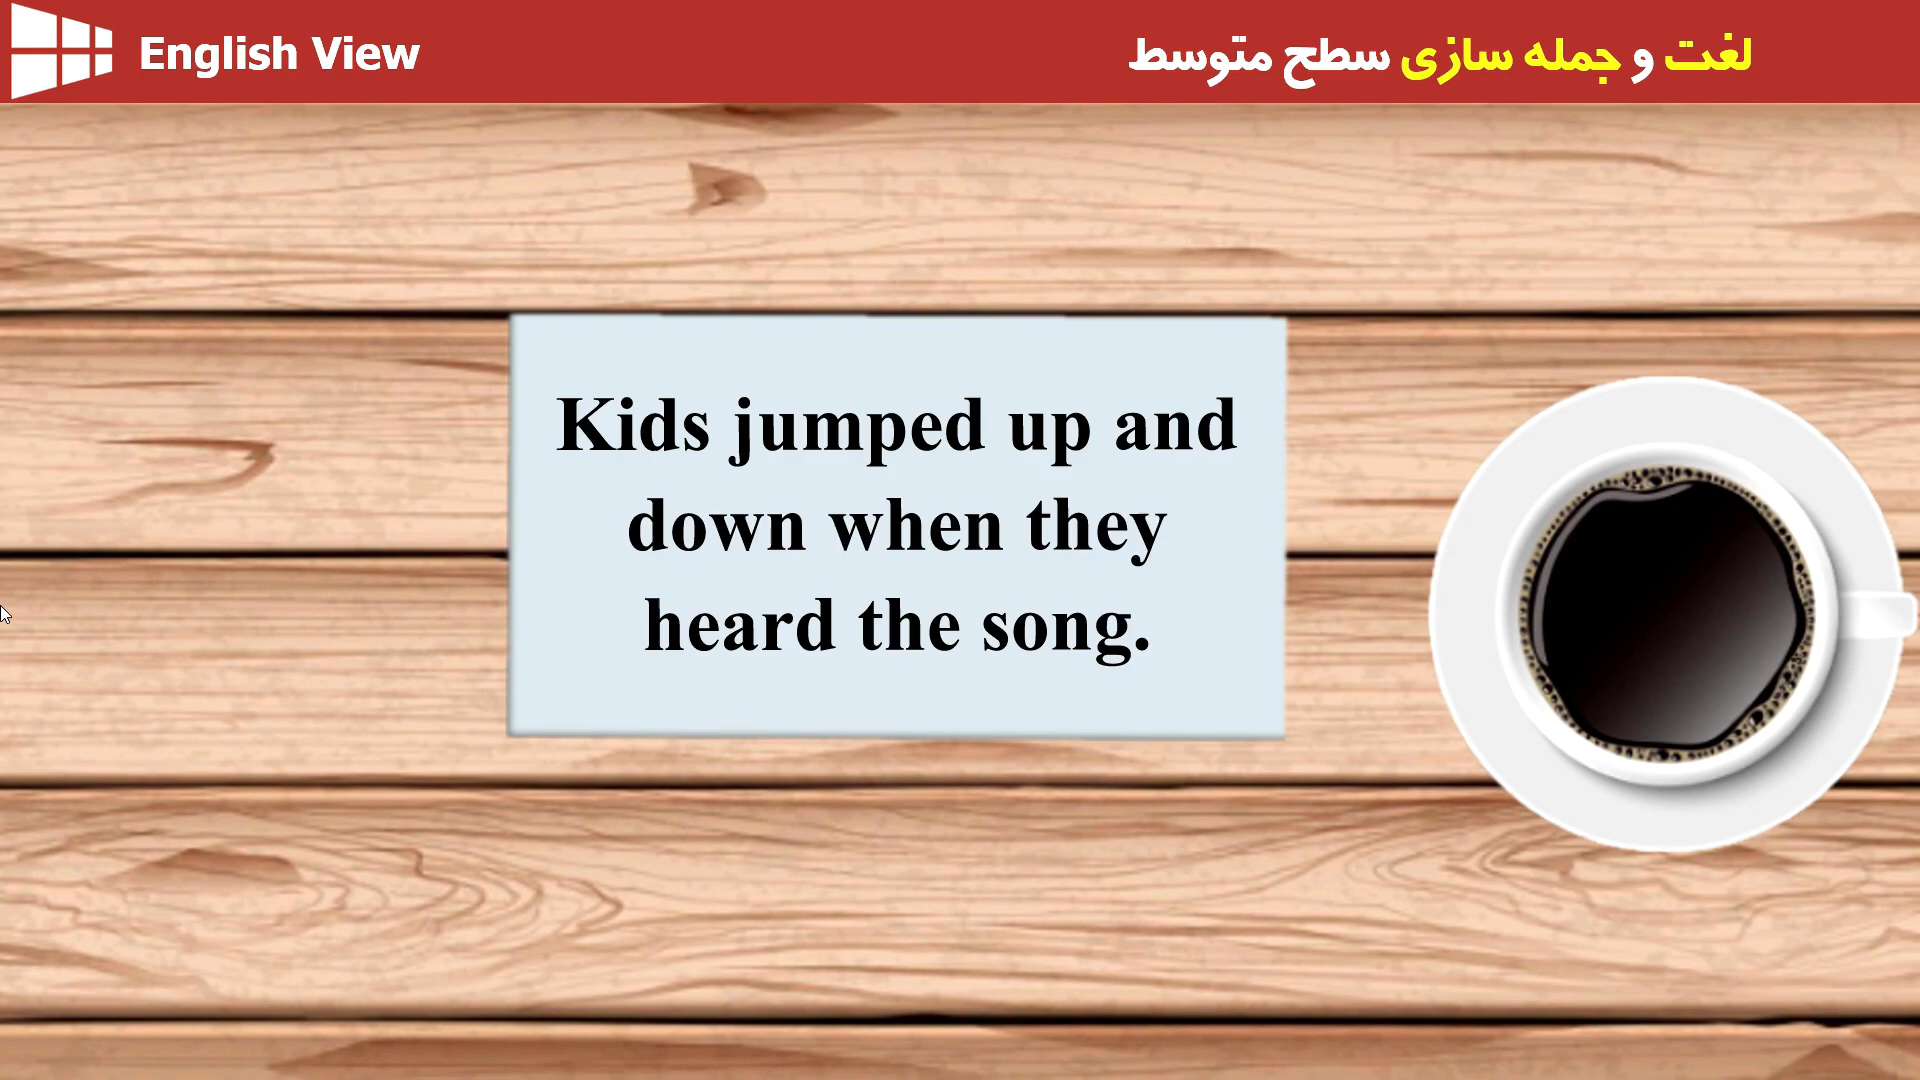 English View
لغت و جمله سازی سطح متوسط
Kids jumped up and
down when they
heard the song.